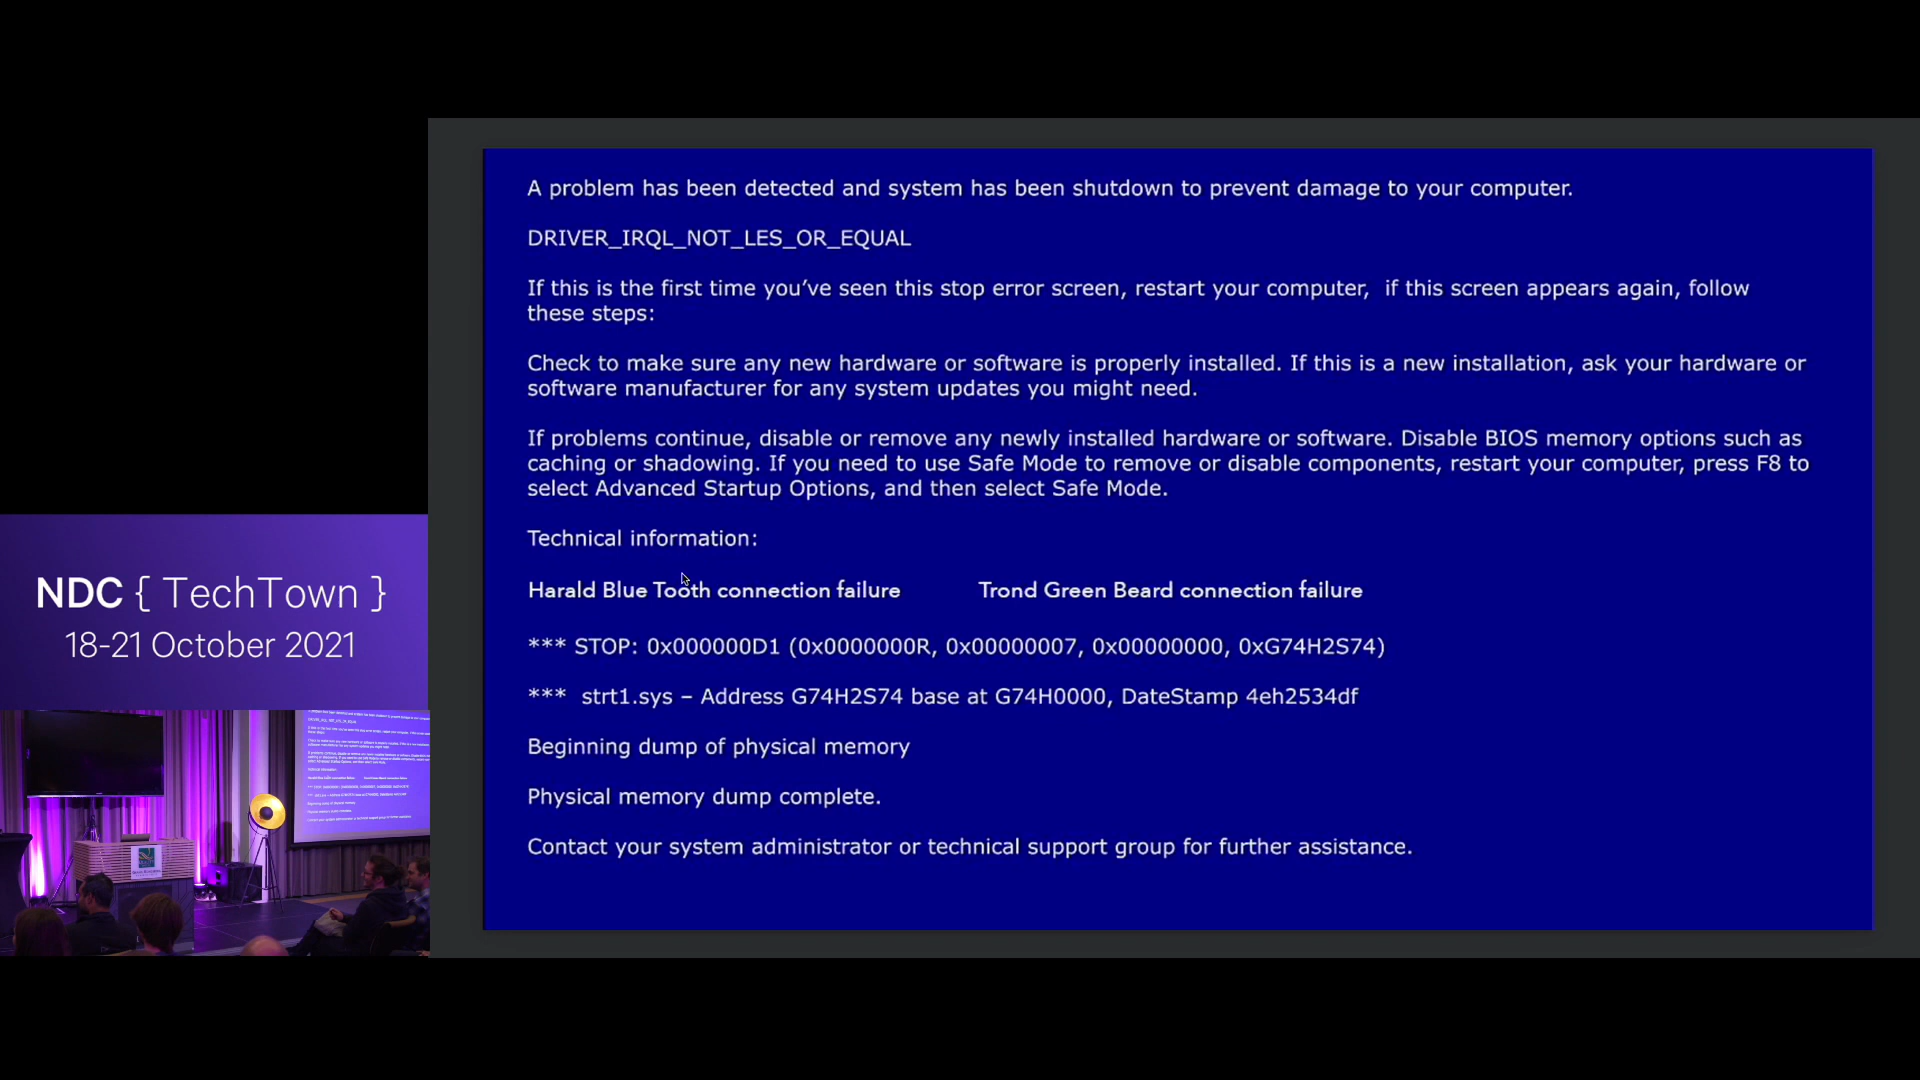 A problem has been detected and system has been shutdown to prevent damage to your computer.
DRIVER_IRQL_NOT_LES_OR_EQUAL
If this is the first time you’ve seen this stop error screen, restart your computer,  if this screen appears again, follow
these steps:
Check to make sure any new hardware or software is properly installed. If this is a new installation, ask your hardware or
software manufacturer for any system updates you might need.
If problems continue, disable or remove any newly installed hardware or software. Disable BIOS memory options such as
caching or shadowing. If you need to use Safe Mode to remove or disable components, restart your computer, press F8 to
select Advanced Startup Options, and then select Safe Mode.
Technical information:
Harald Blue Tooth connection failure Trond Green Beard connection failure
*** STOP: 0x000000D1 (0x0000000R, 0x00000007, 0x00000000, 0xG74H2S74)
***  strt1.sys – Address G74H2S74 base at G74H0000, DateStamp 4eh2534df
Beginning dump of physical memory
Physical memory dump complete.
Contact your system administrator or technical support group for further assistance.
NDC { TechTown }
18-21 October 2021